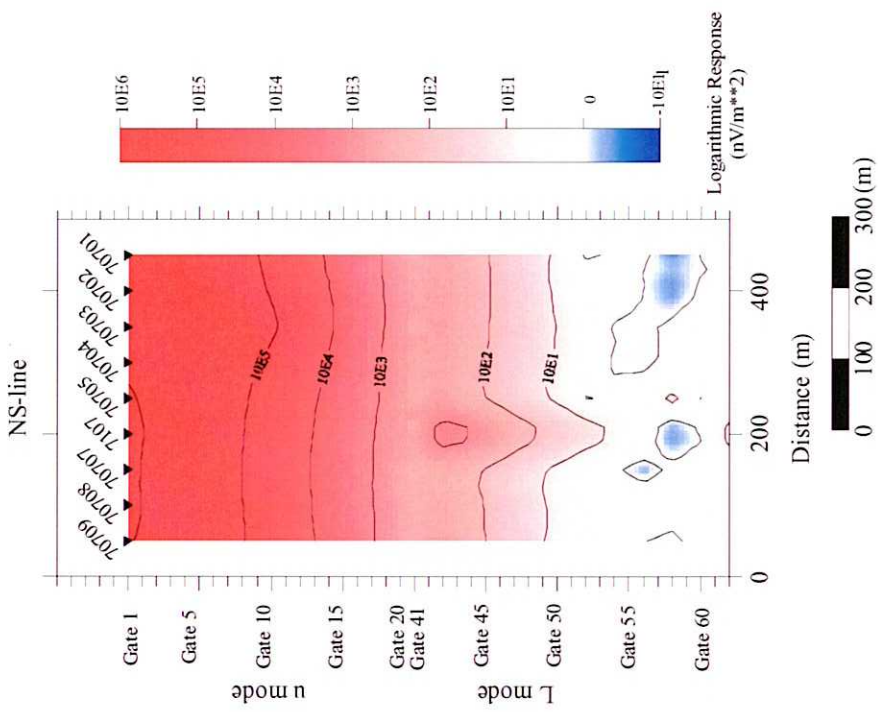 NS-line
70709
70708
70707
7107
70705
70704
70703
70702
70701
Gate 1
Gate 5
Gate 10
Gate 15
Gate 20
Gate 41
Gate 45
Gate 50
Gate 55
Gate 60
u mode
L mode
10E5
10E4
10E3
10E2
10E1
0
200
400
Distance (m)
0
100
200
300 (m)
10E6
10E5
10E4
10E3
10E2
10E1
0
-10E1
Logarithmic Response
(nV/m**2)